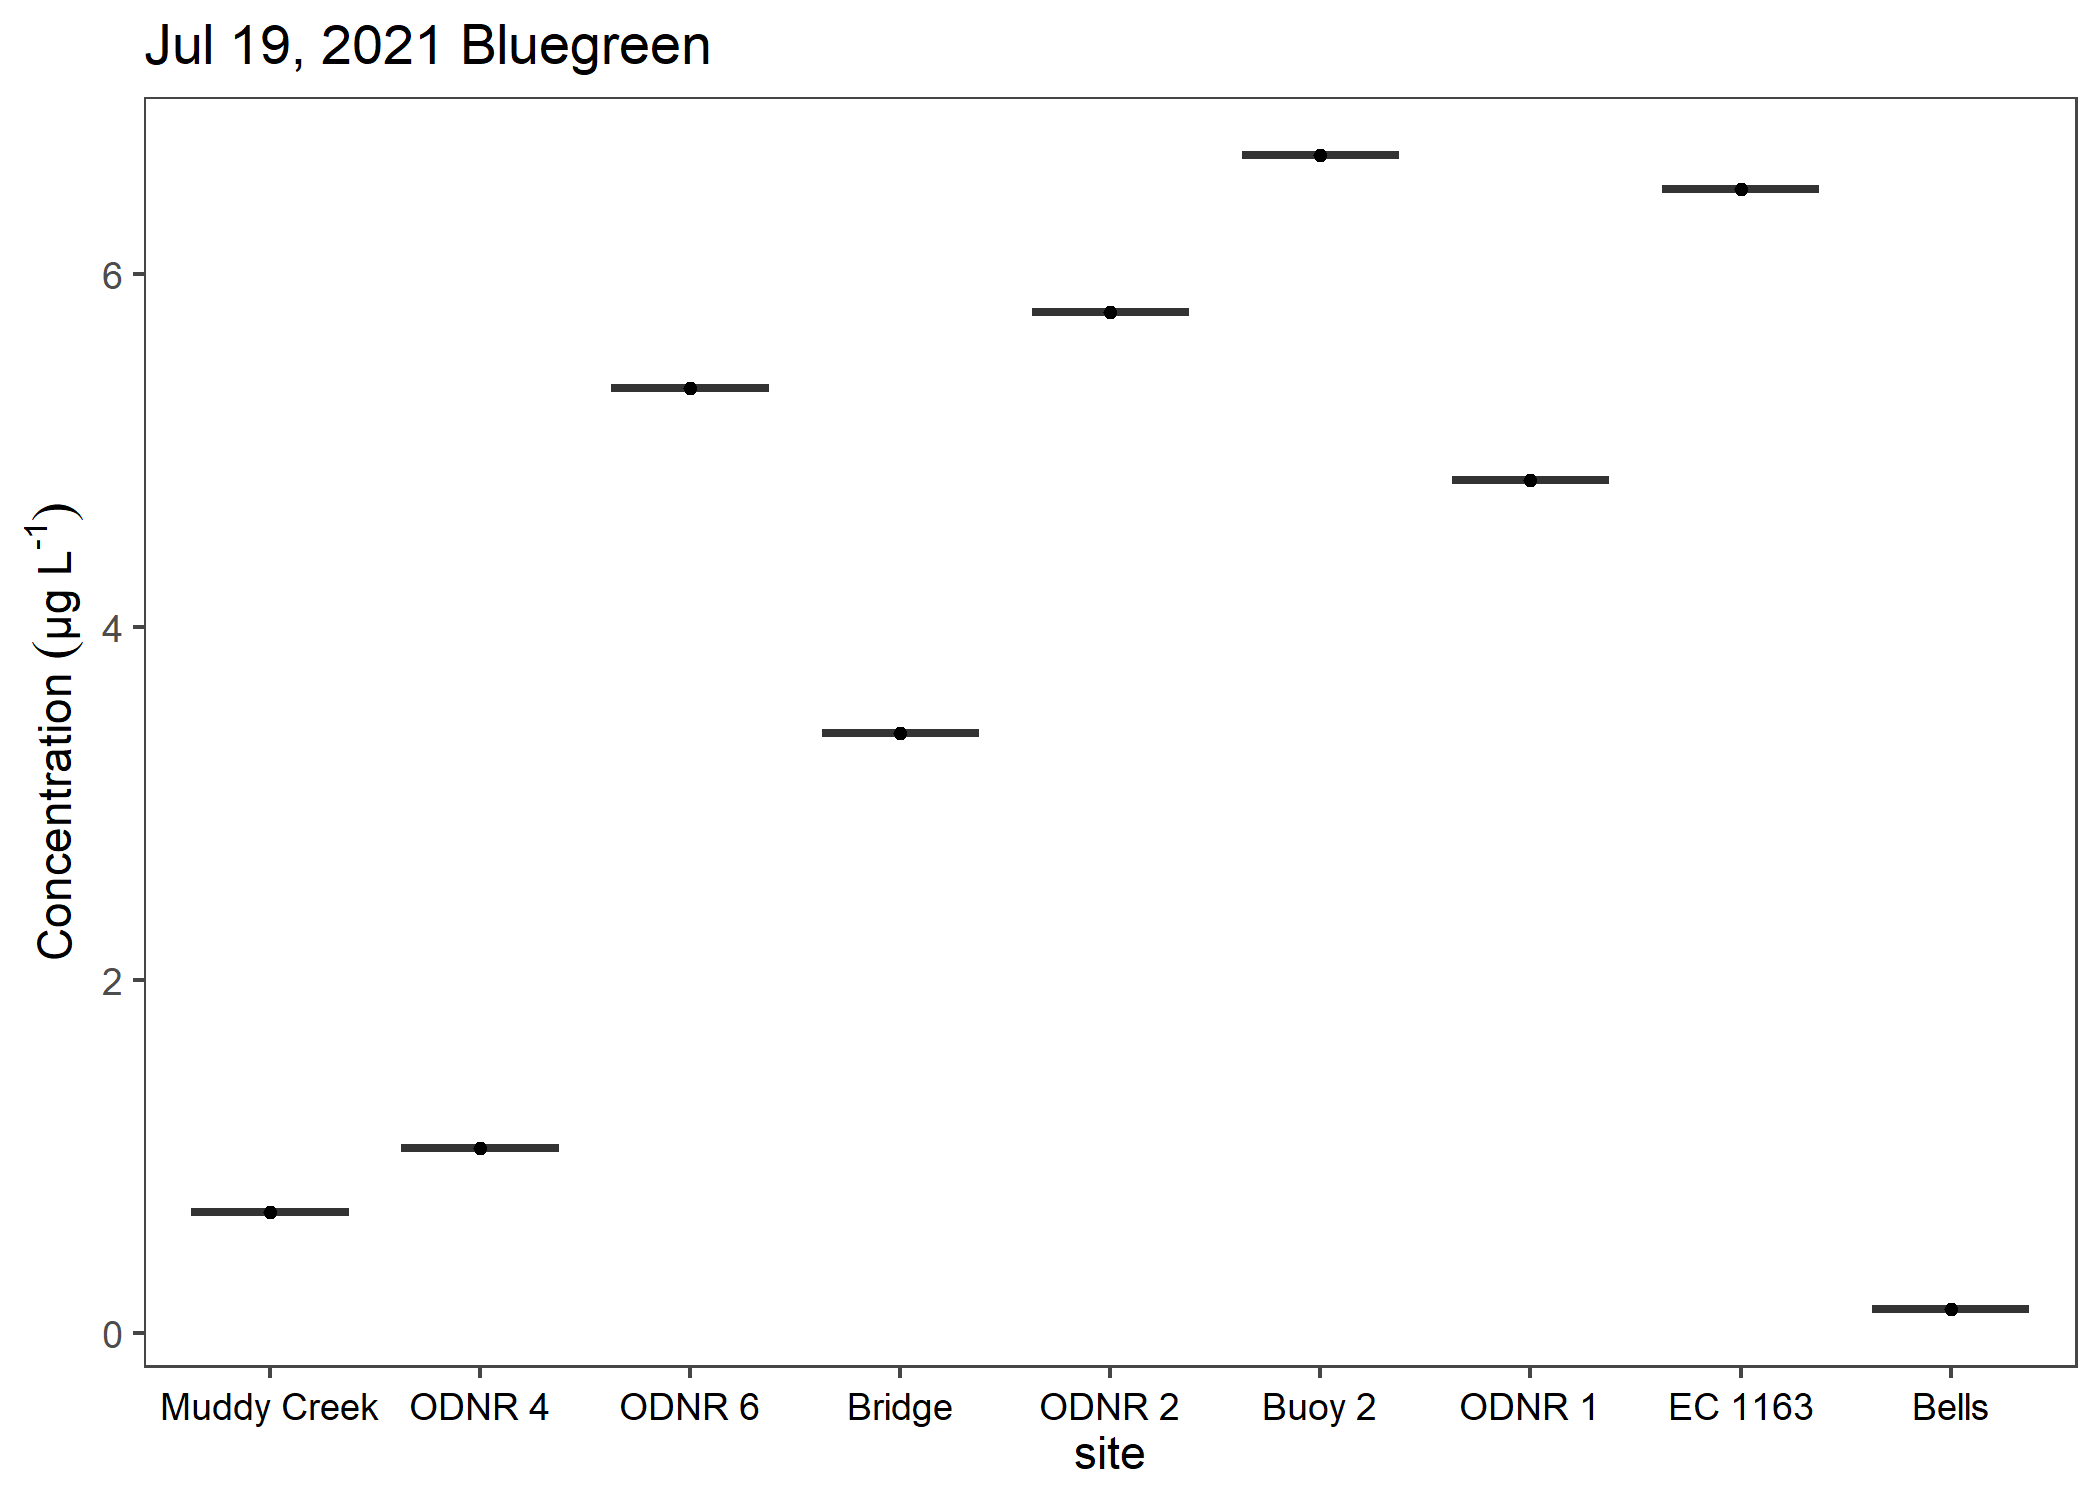 Jul 19, 2021 Bluegreen
Concentration (µg L⁻¹)
6
4
2
0
Muddy Creek ODNR 4 ODNR 6 Bridge ODNR 2 Buoy 2 ODNR 1 EC 1163 Bells
site